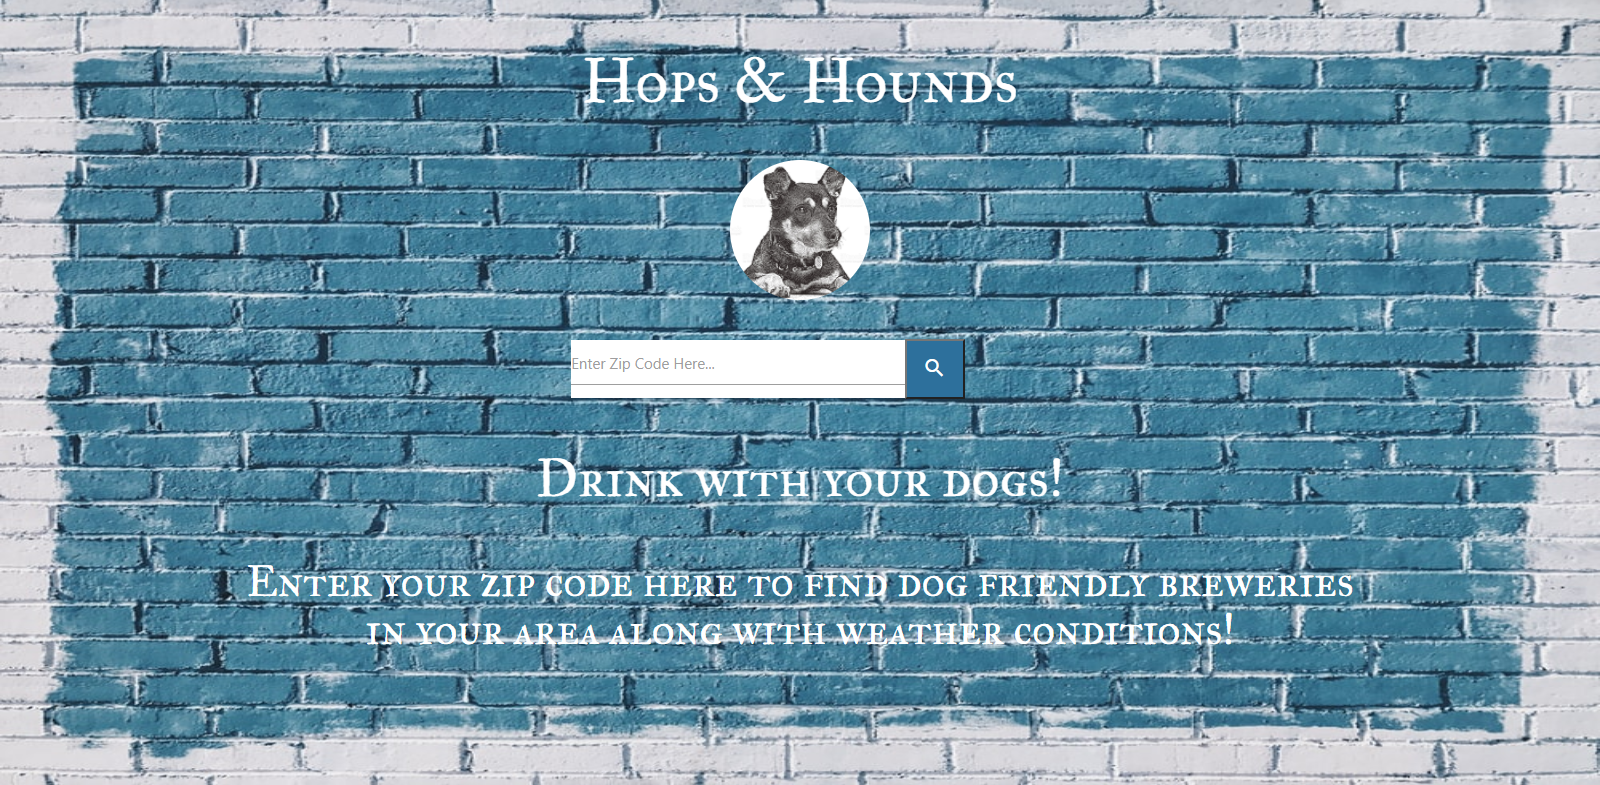 Hops & Hounds
Enter Zip Code Here...
Drink with your dogs!
Enter your zip code here to find dog friendly breweries
in your area along with weather conditions!